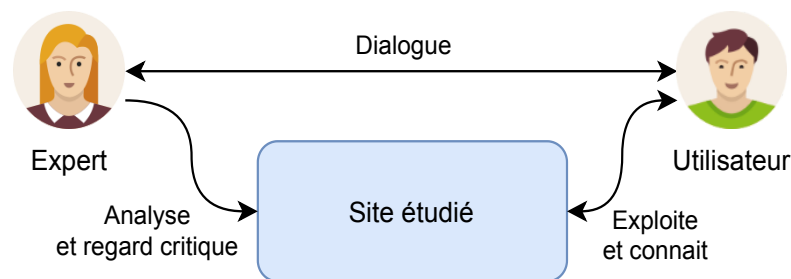 Dialogue
Expert
Utilisateur
Analyse
et regard critique
Site étudié
Exploite
et connait